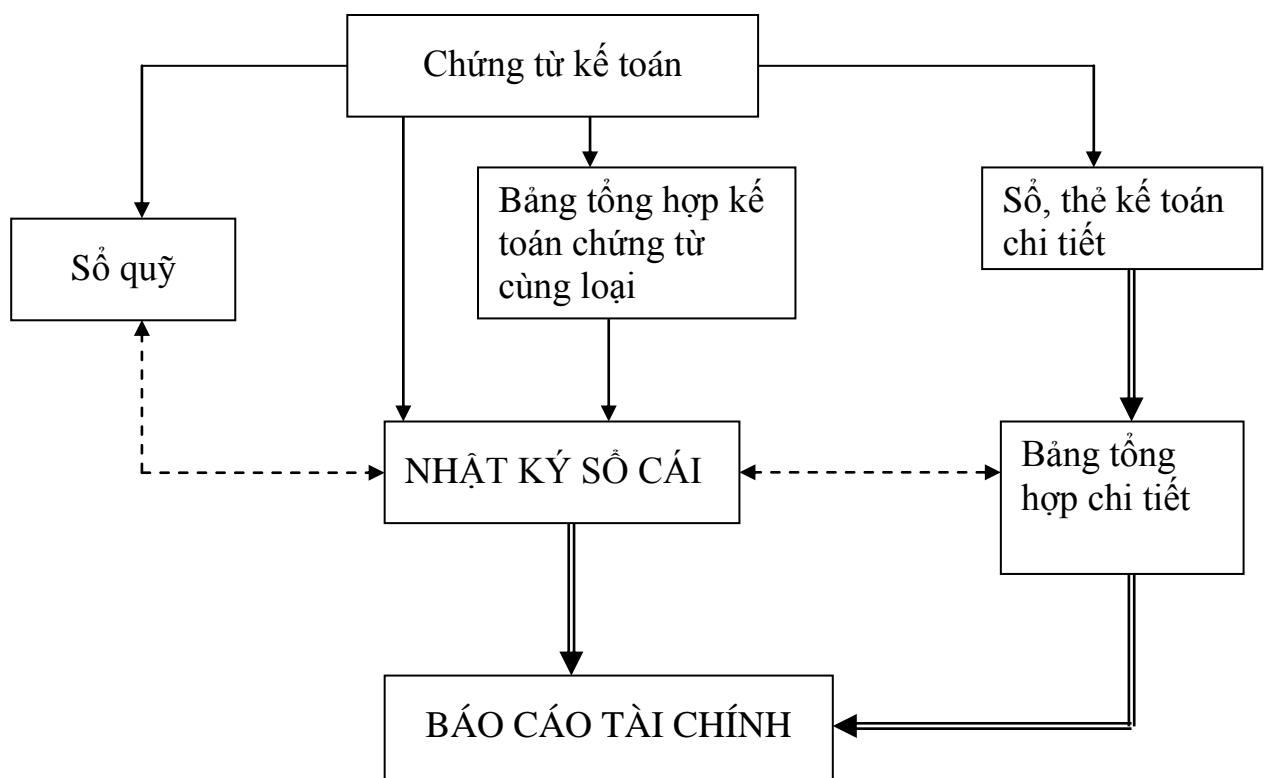 Chứng từ kế toán
Bảng tổng hợp kế
toán chứng từ
cùng loại
Sổ, thẻ kế toán
chi tiết
Sổ quỹ
NHẬT KÝ SỔ CÁI
Bảng tổng
hợp chi tiết
BÁO CÁO TÀI CHÍNH